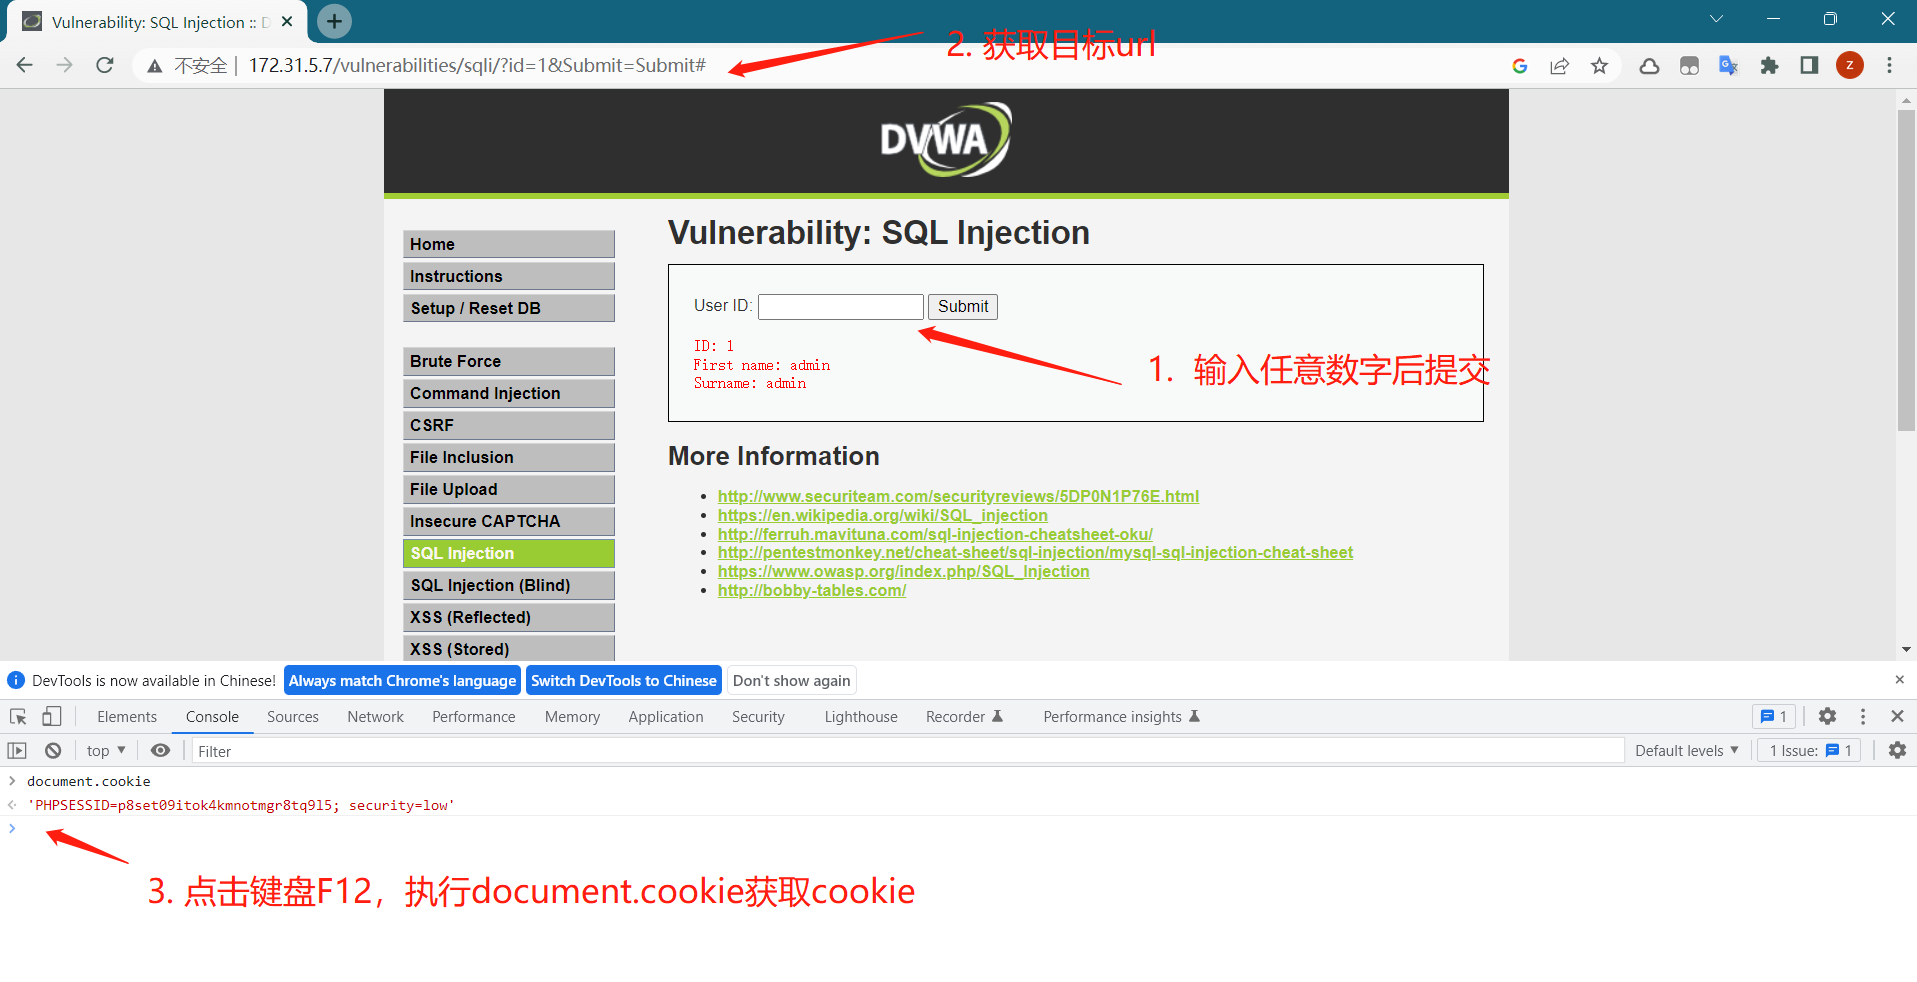 Vulnerability: SQL Injection :: D
2. 获取目标url
不安全 | 172.31.5.7/vulnerabilities/sqli/?id=1&Submit=Submit#
z
DVWA
Vulnerability: SQL Injection
Home
Instructions
Setup / Reset DB
Brute Force
Command Injection
CSRF
File Inclusion
File Upload
Insecure CAPTCHA
SQL Injection
SQL Injection (Blind)
XSS (Reflected)
XSS (Stored)
User ID: Submit
ID: 1
First name: admin
Surname: admin
1. 输入任意数字后提交
More Information
http://www.securiteam.com/securityreviews/5DP0N1P76E.html
https://en.wikipedia.org/wiki/SQL_injection
http://ferruh.mavituna.com/sql-injection-cheatsheet-oku/
http://pentestmonkey.net/cheat-sheet/sql-injection/mysql-sql-injection-cheat-sheet
https://www.owasp.org/index.php/SQL_Injection
http://bobby-tables.com/
DevTools is now available in Chinese! Always match Chrome's language Switch DevTools to Chinese Don't show again
Elements Console Sources Network Performance Memory Application Security Lighthouse Recorder Performance insights 1
top Filter Default levels 1 Issue: 1
document.cookie
'PHPSESSID=p8set09itok4kmnotmgr8tq9l5; security=low'
3. 点击键盘F12，执行document.cookie获取cookie